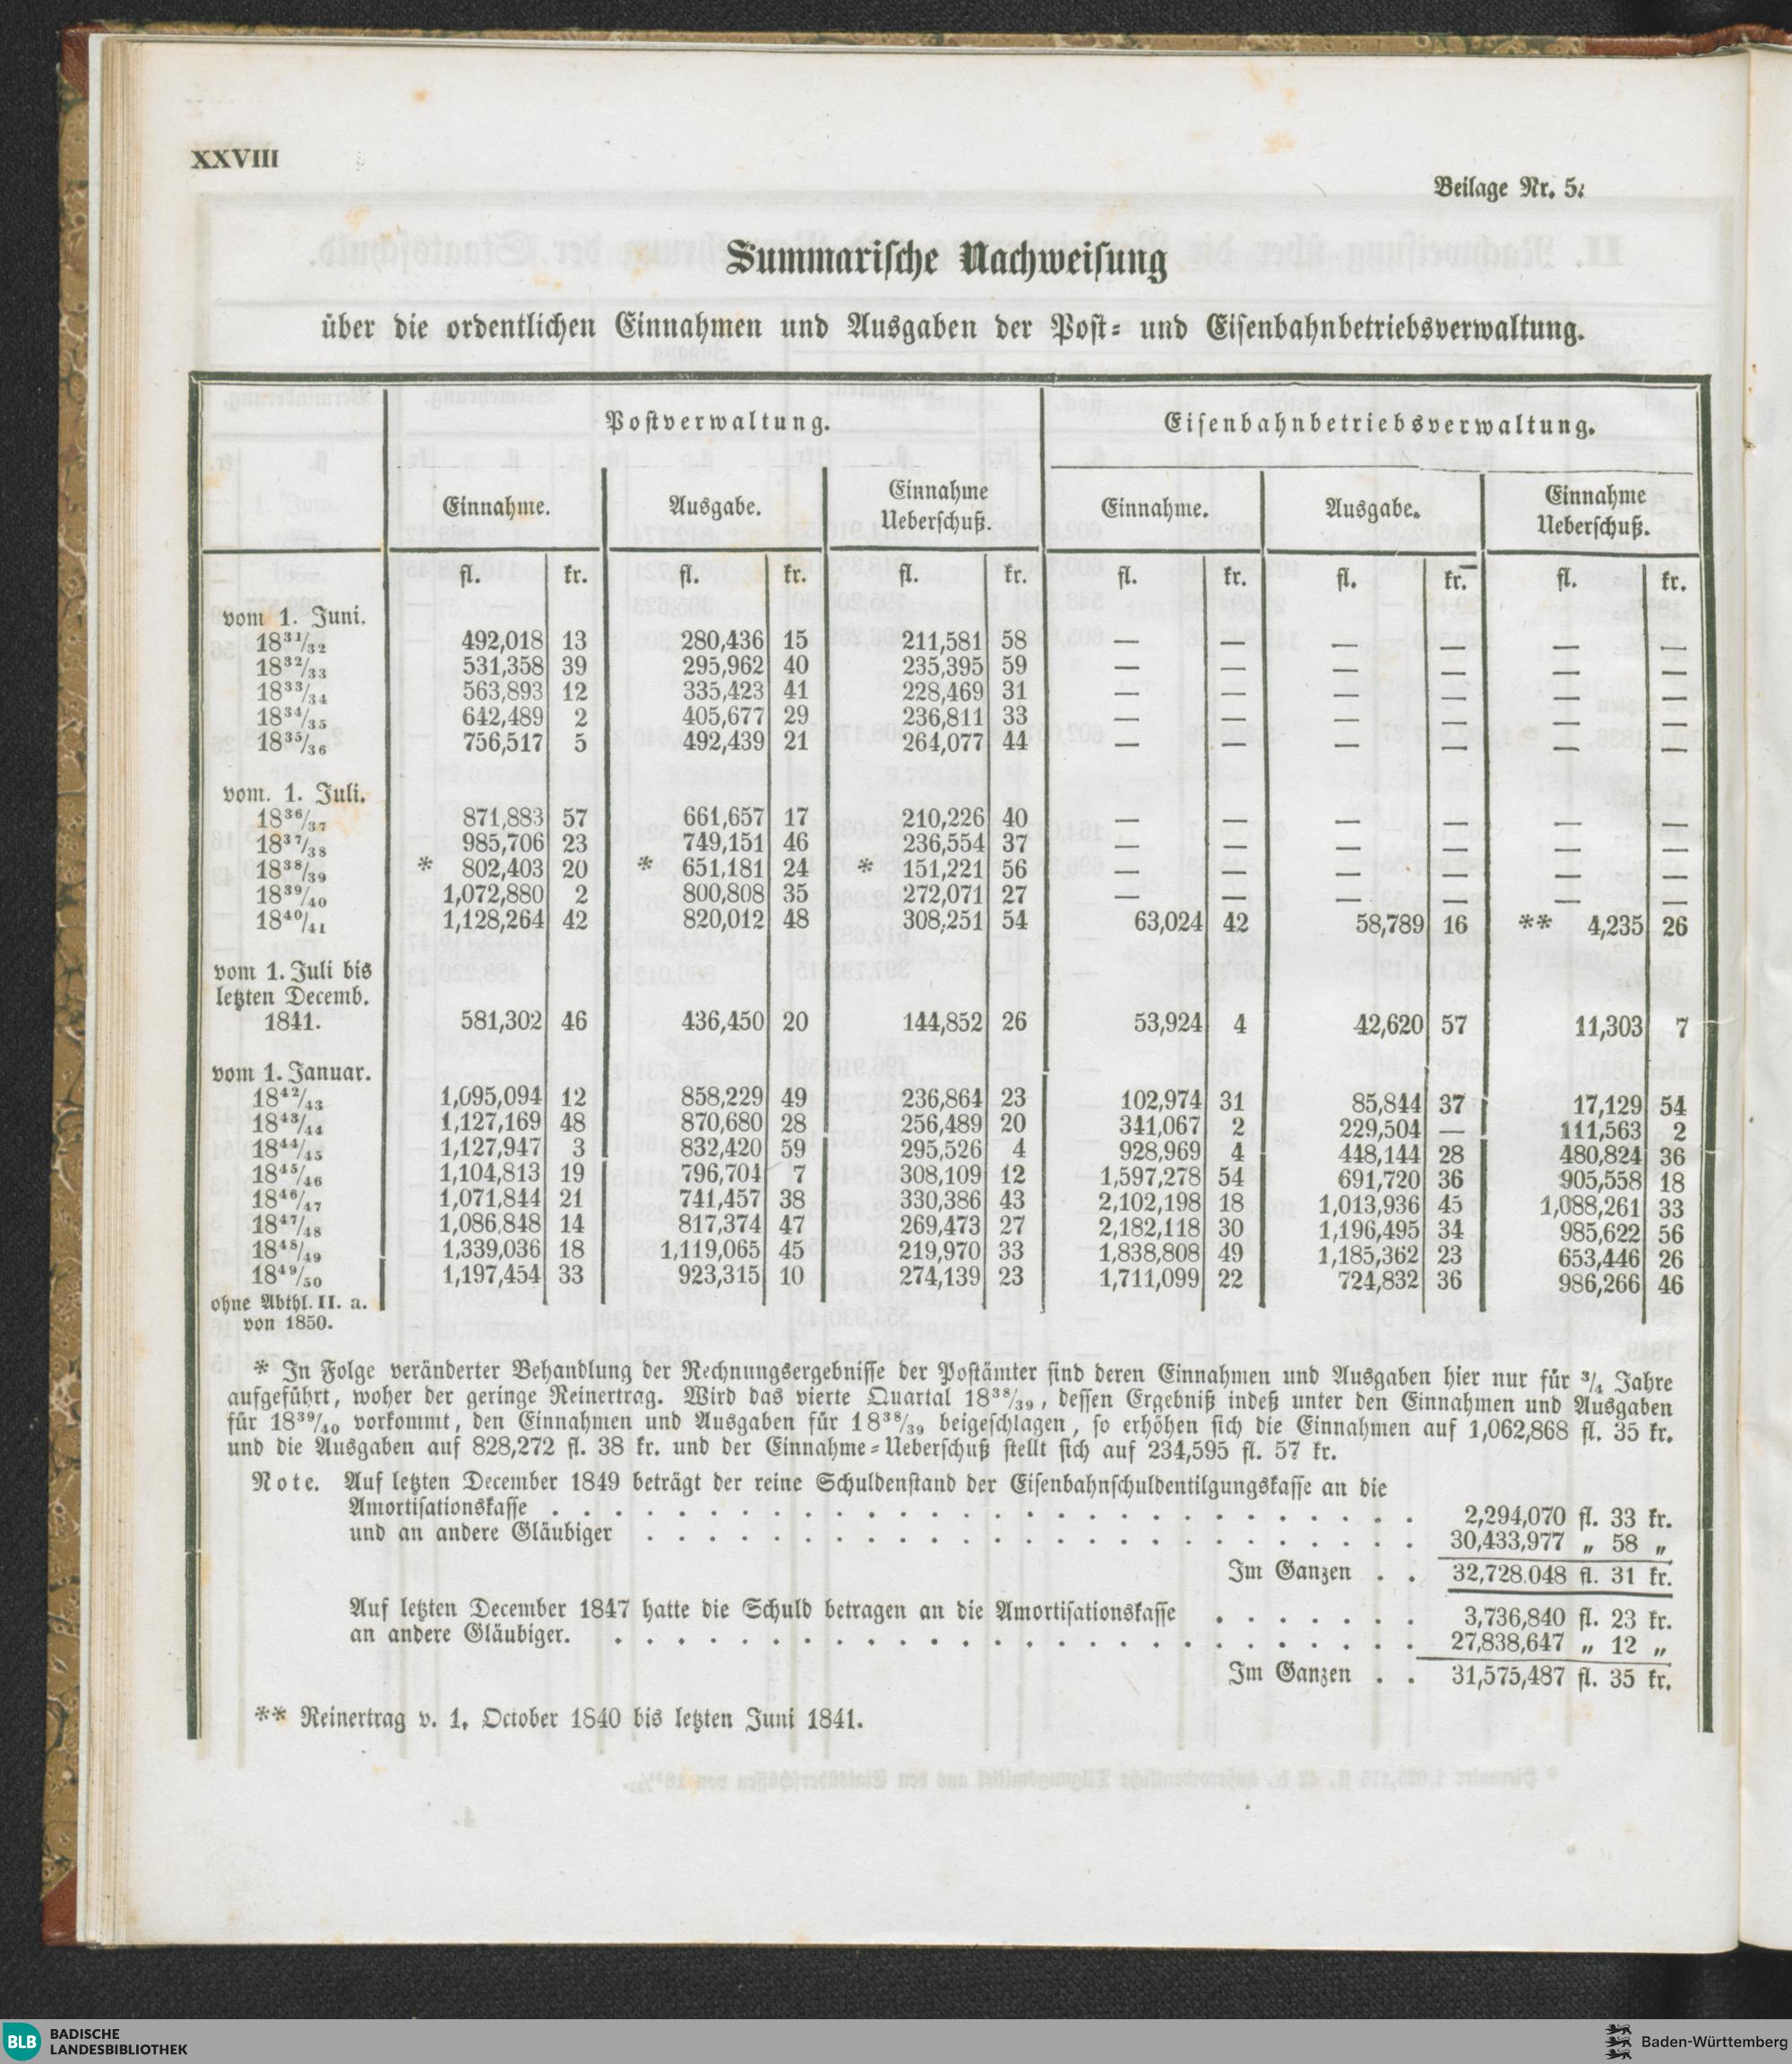 XXVIII
Beilage Nr. 5.
Summarische Nachweisung
über die ordentlichen Einnahmen und Ausgaben der Post- und Eisenbahnbetriebsverwaltung.
Postverwaltung. Eisenbahnbetriebsverwaltung.
Einnahme. Ausgabe. Einnahme Ueberschuß. Einnahme. Ausgabe. Einnahme Ueberschuß.
fl. kr. fl. kr. fl. kr. fl. kr. fl. kr. fl. kr.
vom 1. Juni.
1831/32 492,018 13 280,436 15 211,581 58 — — — — — —
1832/33 531,358 39 295,962 40 235,395 59 — — — — — —
1833/34 563,893 12 335,423 41 228,469 31 — — — — — —
1834/35 642,489 2 405,677 29 236,811 33 — — — — — —
1835/36 756,517 5 492,439 21 264,077 44 — — — — — —
vom. 1. Juli.
1836/37 871,883 57 661,657 17 210,226 40 — — — — — —
1837/38 985,706 23 749,151 46 236,554 37 — — — — — —
1838/39 * 802,403 20 * 651,181 24 * 151,221 56 — — — — — —
1839/40 1,072,880 2 800,808 35 272,071 27 — — — — — —
1840/41 1,128,264 42 820,012 48 308,251 54 63,024 42 58,789 16 ** 4,235 26
vom 1. Juli bis
letzten Decemb.
1841. 581,302 46 436,450 20 144,852 26 53,924 4 42,620 57 11,303 7
vom 1. Januar.
1842/43 1,095,094 12 858,229 49 236,864 23 102,974 31 85,844 37 17,129 54
1843/44 1,127,169 48 870,680 28 256,489 20 341,067 2 229,504 — 111,563 2
1844/45 1,127,947 3 832,420 59 295,526 4 928,969 4 448,144 28 480,824 36
1845/46 1,104,813 19 796,704 7 308,109 12 1,597,278 54 691,720 36 905,558 18
1846/47 1,071,844 21 741,457 38 330,386 43 2,102,198 18 1,013,936 45 1,088,261 33
1847/48 1,086,848 14 817,374 47 269,473 27 2,182,118 30 1,196,495 34 985,622 56
1848/49 1,339,036 18 1,119,065 45 219,970 33 1,838,808 49 1,185,362 23 653,446 26
1849/50 1,197,454 33 923,315 10 274,139 23 1,711,099 22 724,832 36 986,266 46
ohne Abthl. II. a.
von 1850.
* In Folge veränderter Behandlung der Rechnungsergebnisse der Postämter sind deren Einnahmen und Ausgaben hier nur für 3/4 Jahre
aufgeführt, woher der geringe Reinertrag. Wird das vierte Quartal 1838/39, dessen Ergebniß indeß unter den Einnahmen und Ausgaben
für 1839/40 vorkommt, den Einnahmen und Ausgaben für 1838/39 beigeschlagen, so erhöhen sich die Einnahmen auf 1,062,868 fl. 35 kr.
und die Ausgaben auf 828,272 fl. 38 kr. und der Einnahme-Ueberschuß stellt sich auf 234,595 fl. 57 kr.
Note. Auf letzten December 1849 beträgt der reine Schuldenstand der Eisenbahnschuldentilgungskasse an die
Amortisationskasse . . . 2,294,070 fl. 33 kr.
und an andere Gläubiger . . . 30,433,977 „ 58 „
Im Ganzen . . 32,728.048 fl. 31 kr.
Auf letzten December 1847 hatte die Schuld betragen an die Amortisationskasse . . . 3,736,840 fl. 23 kr.
an andere Gläubiger. . . . 27,838,647 „ 12 „
Im Ganzen . . 31,575,487 fl. 35 kr.
** Reinertrag v. 1. October 1840 bis letzten Juni 1841.
BLB BADISCHE
LANDESBIBLIOTHEK
Baden-Württemberg